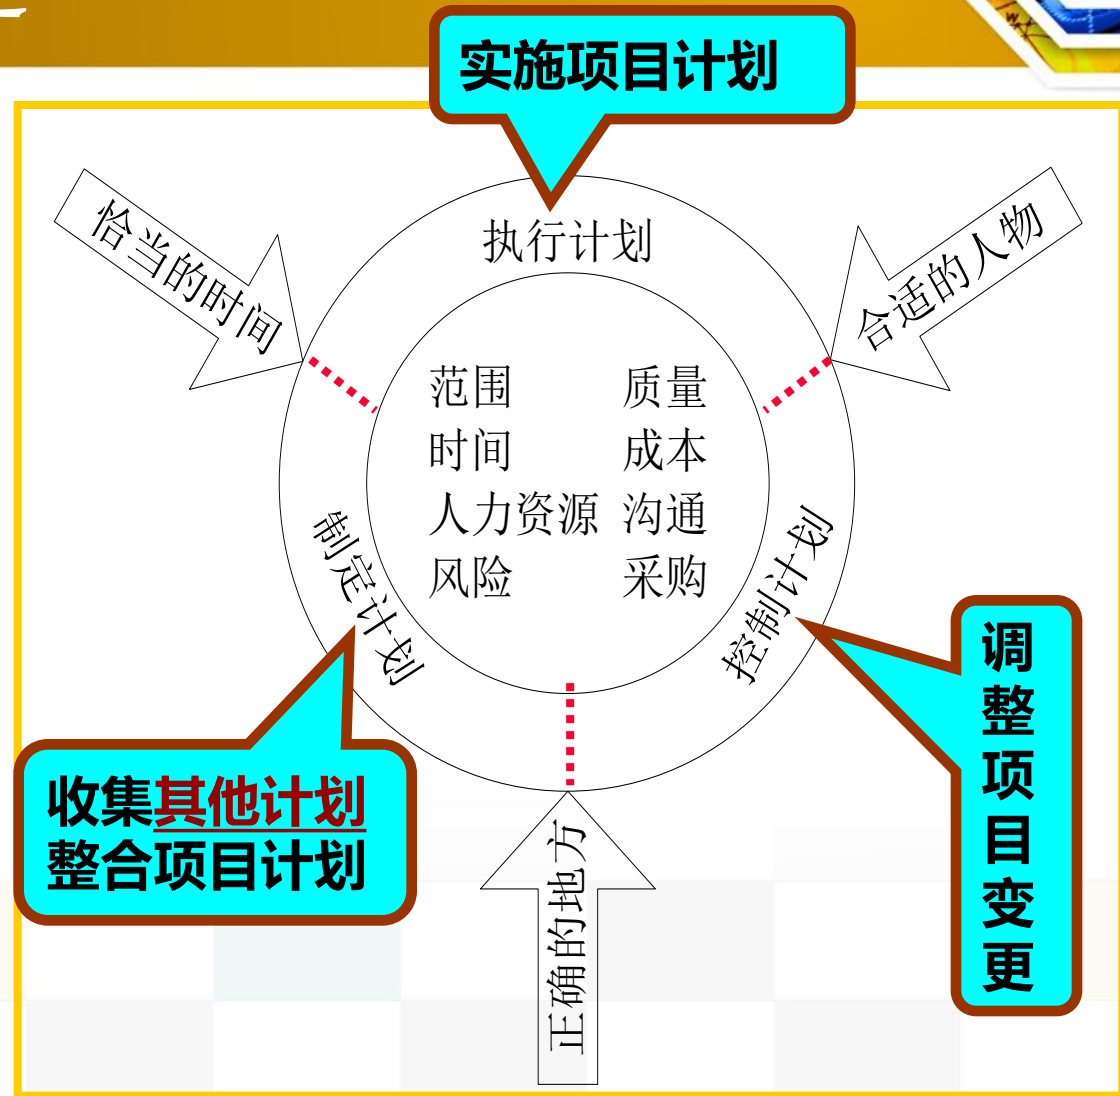 实施项目计划
恰当的时间
合适的人物
执行计划
范围 质量
时间 成本
人力资源 沟通
风险 采购
制定计划
控制计划
收集其他计划
整合项目计划
调整项目变更
正确的地方